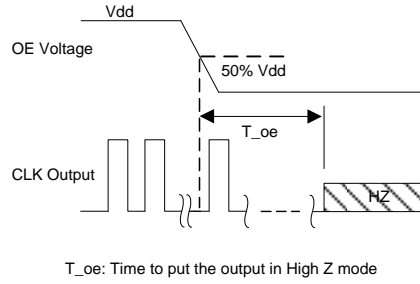 Vdd
OE Voltage
50% Vdd
T_oe
CLK Output
HZ
T_oe: Time to put the output in High Z mode